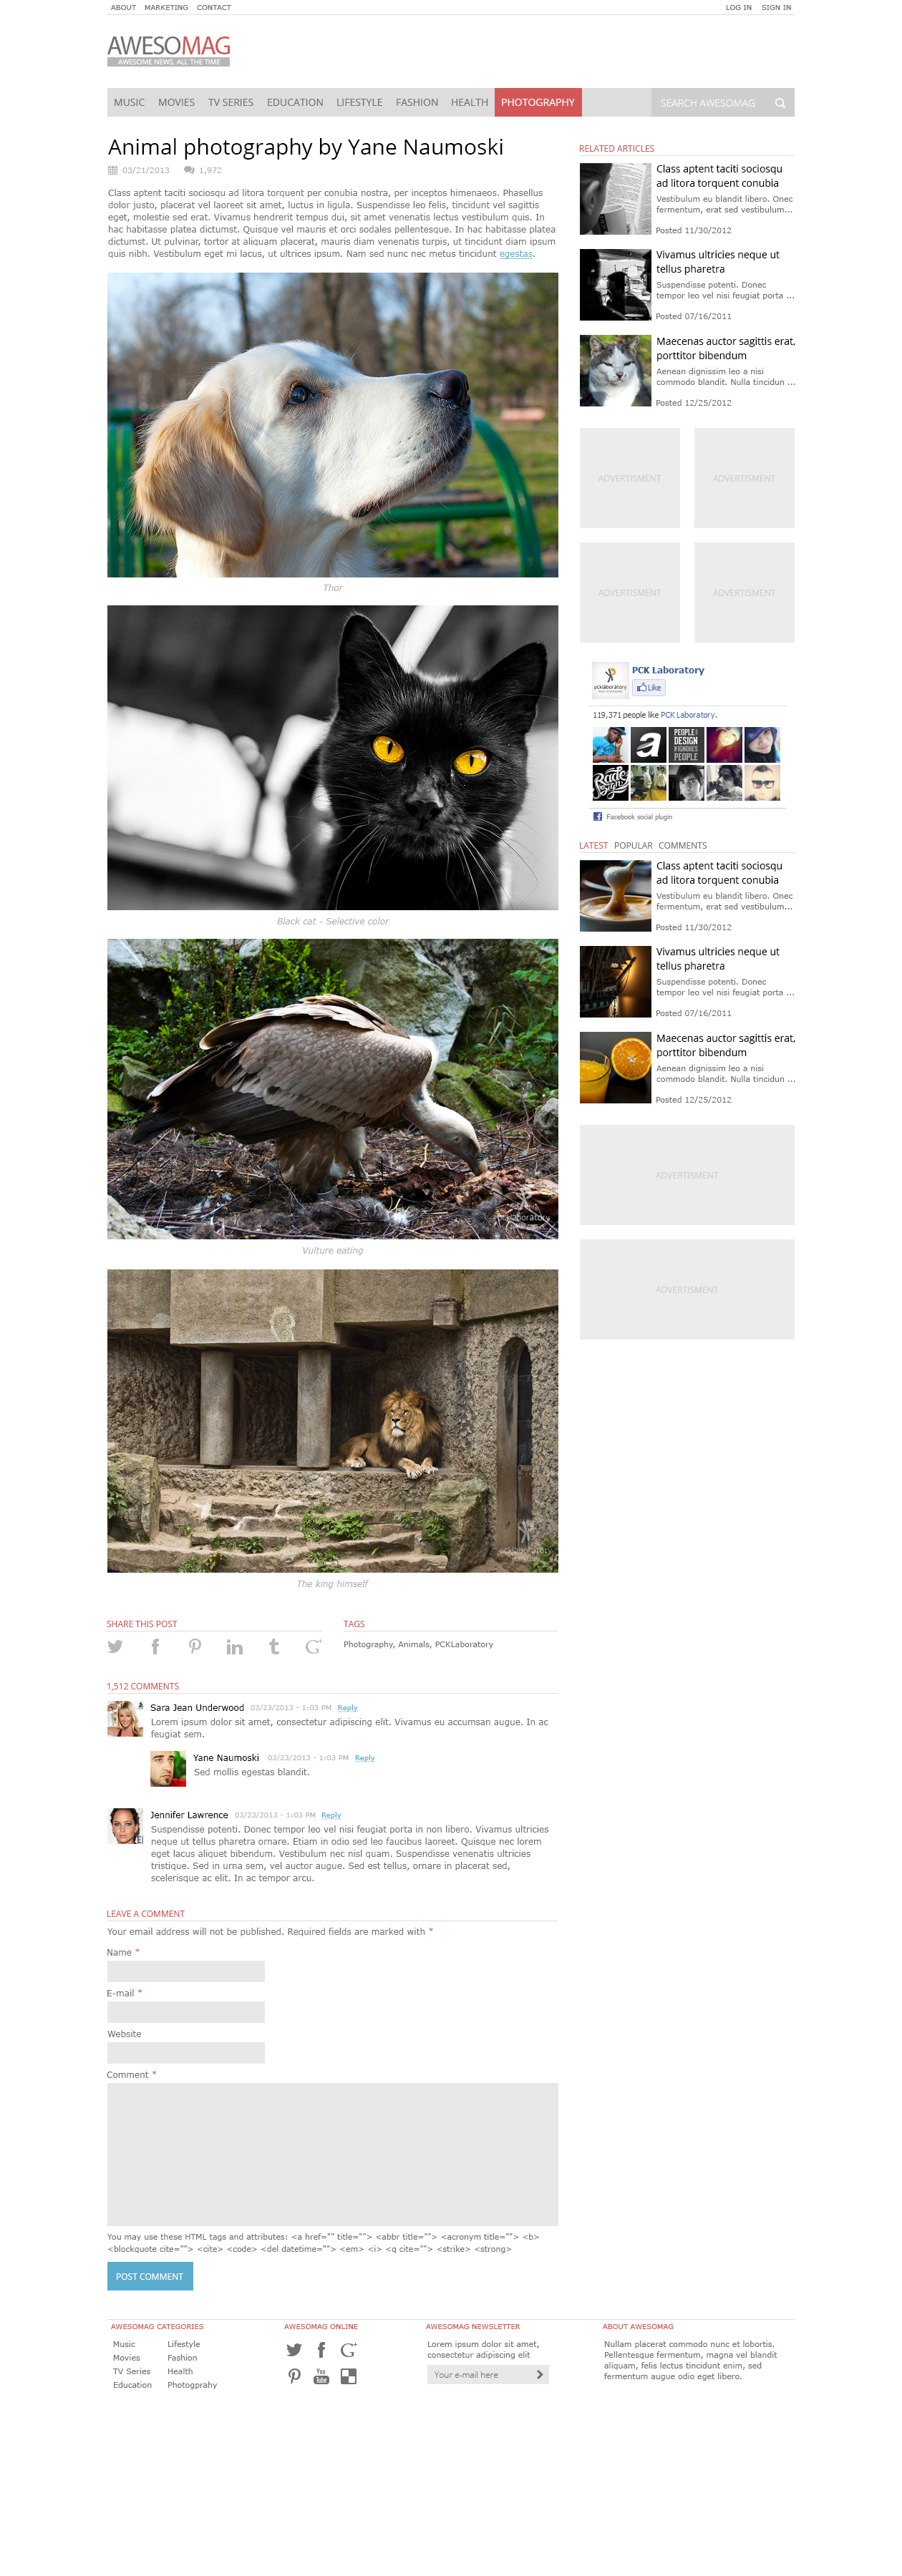 ABOUT MARKETING CONTACT
LOG IN SIGN IN
AWESOMAG
AWESOME NEWS, ALL THE TIME
MUSIC MOVIES TV SERIES EDUCATION LIFESTYLE FASHION HEALTH PHOTOGRAPHY SEARCH AWESOMAG
Animal photography by Yane Naumoski
03/21/2013 1,972
Class aptent taciti sociosqu ad litora torquent per conubia nostra, per inceptos himenaeos. Phasellus
dolor justo, placerat vel laoreet sit amet, luctus in ligula. Suspendisse leo felis, tincidunt vel sagittis
eget, molestie sed erat. Vivamus hendrerit tempus dui, sit amet venenatis lectus vestibulum quis. In
hac habitasse platea dictumst. Quisque vel mauris et orci sodales pellentesque. In hac habitasse platea
dictumst. Ut pulvinar, tortor at aliquam placerat, mauris diam venenatis turpis, ut tincidunt diam ipsum
quis nibh. Vestibulum eget mi lacus, ut ultrices ipsum. Nam sed nunc nec metus tincidunt egestas.
Thor
Black cat - Selective color
laboratory
Vulture eating
pcklaboratory
The king himself
SHARE THIS POST
TAGS
Photography, Animals, PCKLaboratory
1,512 COMMENTS
Sara Jean Underwood 03/23/2013 - 1:03 PM Reply
Lorem ipsum dolor sit amet, consectetur adipiscing elit. Vivamus eu accumsan augue. In ac
feugiat sem.
Yane Naumoski 03/23/2013 - 1:03 PM Reply
Sed mollis egestas blandit.
Jennifer Lawrence 03/23/2013 - 1:03 PM Reply
Suspendisse potenti. Donec tempor leo vel nisi feugiat porta in non libero. Vivamus ultricies
neque ut tellus pharetra ornare. Etiam in odio sed leo faucibus laoreet. Quisque nec lorem
eget lacus aliquet bibendum. Vestibulum nec nisl quam. Suspendisse venenatis ultricies
tristique. Sed in urna sem, vel auctor augue. Sed est tellus, ornare in placerat sed,
scelerisque ac elit. In ac tempor arcu.
LEAVE A COMMENT
Your email address will not be published. Required fields are marked with *
Name *
E-mail *
Website
Comment *
You may use these HTML tags and attributes: <a href="" title=""> <abbr title=""> <acronym title=""> <b>
<blockquote cite=""> <cite> <code> <del datetime=""> <em> <i> <q cite=""> <strike> <strong>
POST COMMENT
RELATED ARTICLES
Class aptent taciti sociosqu
ad litora torquent conubia
Vestibulum eu blandit libero. Onec
fermentum, erat sed vestibulum...
Posted 11/30/2012
Vivamus ultricies neque ut
tellus pharetra
Suspendisse potenti. Donec
tempor leo vel nisi feugiat porta ...
Posted 07/16/2011
Maecenas auctor sagittis erat,
porttitor bibendum
Aenean dignissim leo a nisi
commodo blandit. Nulla tincidun ...
Posted 12/25/2012
ADVERTISMENT ADVERTISMENT
ADVERTISMENT ADVERTISMENT
pcklaboratory
PCK Laboratory
Like
119,371 people like PCK Laboratory.
a
PEOPLE
DESIGN
IGNORES
PEOPLE
Facebook social plugin
LATEST POPULAR COMMENTS
Class aptent taciti sociosqu
ad litora torquent conubia
Vestibulum eu blandit libero. Onec
fermentum, erat sed vestibulum...
Posted 11/30/2012
Vivamus ultricies neque ut
tellus pharetra
Suspendisse potenti. Donec
tempor leo vel nisi feugiat porta ...
Posted 07/16/2011
Maecenas auctor sagittis erat,
porttitor bibendum
Aenean dignissim leo a nisi
commodo blandit. Nulla tincidun ...
Posted 12/25/2012
ADVERTISMENT
ADVERTISMENT
AWESOMAG CATEGORIES
Music Lifestyle
Movies Fashion
TV Series Health
Education Photogprahy
AWESOMAG ONLINE
You
Tube
AWESOMAG NEWSLETTER
Lorem ipsum dolor sit amet,
consectetur adipiscing elit
Your e-mail here
ABOUT AWESOMAG
Nullam placerat commodo nunc et lobortis.
Pellentesque fermentum, magna vel blandit
aliquam, felis lectus tincidunt enim, sed
fermentum augue odio eget libero.